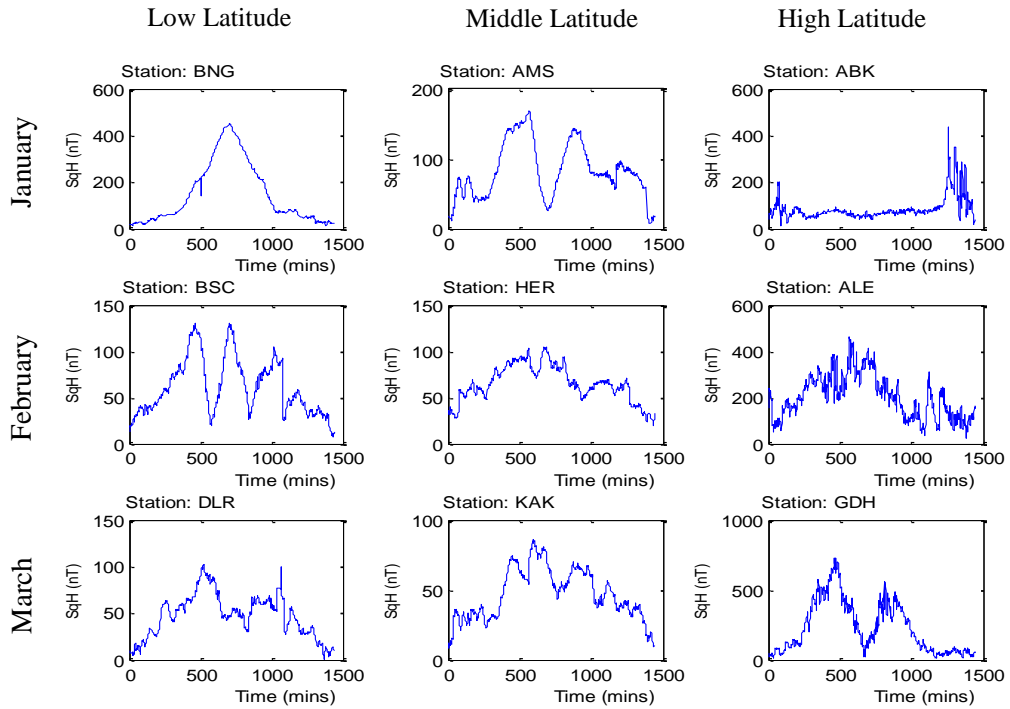 Low Latitude Middle Latitude High Latitude
January
Station: BNG
SqH (nT)
600
400
200
0
0 500 1000 1500
Time (mins)
Station: AMS
SqH (nT)
200
100
0
0 500 1000 1500
Time (mins)
Station: ABK
SqH (nT)
600
400
200
0
0 500 1000 1500
Time (mins)
February
Station: BSC
SqH (nT)
150
100
50
0
0 500 1000 1500
Time (mins)
Station: HER
SqH (nT)
150
100
50
0
0 500 1000 1500
Time (mins)
Station: ALE
SqH (nT)
600
400
200
0
0 500 1000 1500
Time (mins)
March
Station: DLR
SqH (nT)
150
100
50
0
0 500 1000 1500
Time (mins)
Station: KAK
SqH (nT)
100
50
0
0 500 1000 1500
Time (mins)
Station: GDH
SqH (nT)
1000
500
0
0 500 1000 1500
Time (mins)